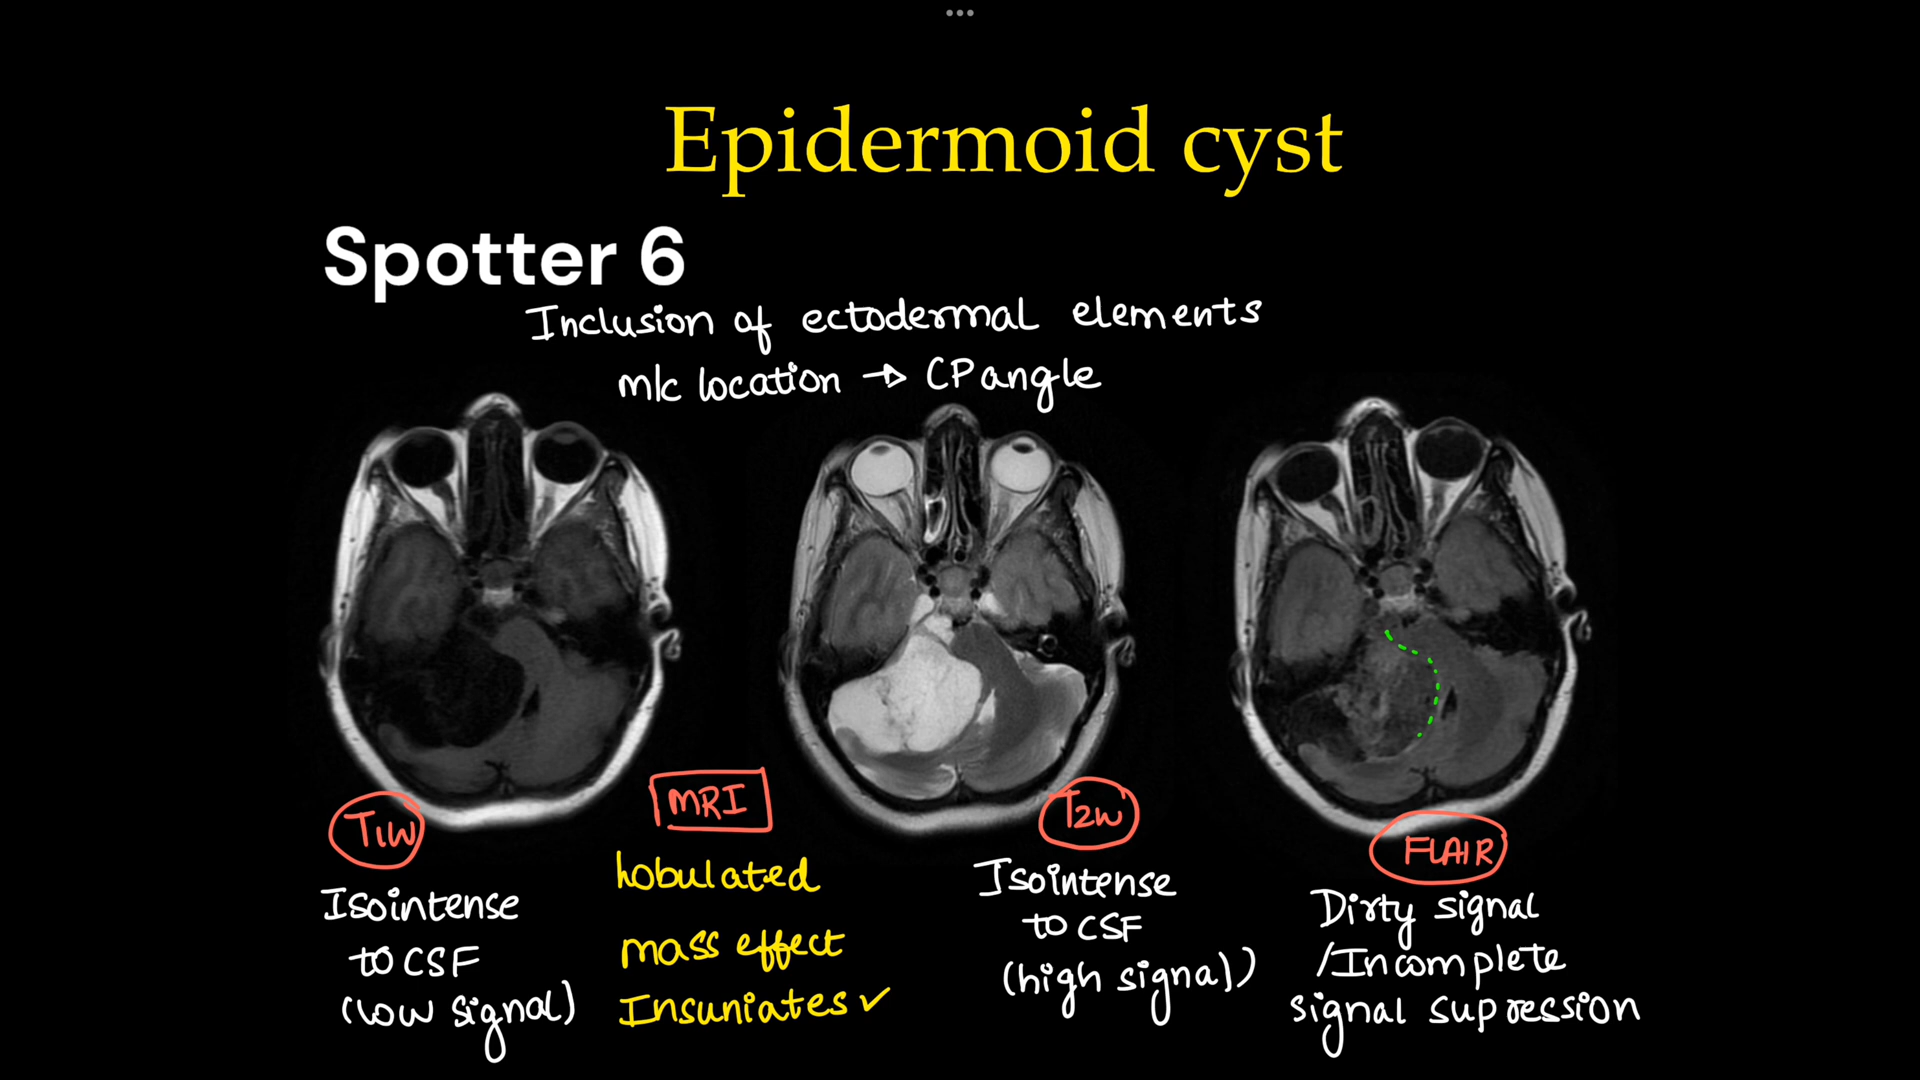 Epidermoid cyst
Spotter 6
Inclusion of ectodermal elements
m/c location → CP angle
T1W
Isointense
to CSF
(low signal)
MRI
Lobulated
mass effect
Insuniates ✓
T2W
Isointense
to CSF
(high signal)
FLAIR
Dirty signal
/Incomplete
signal supression